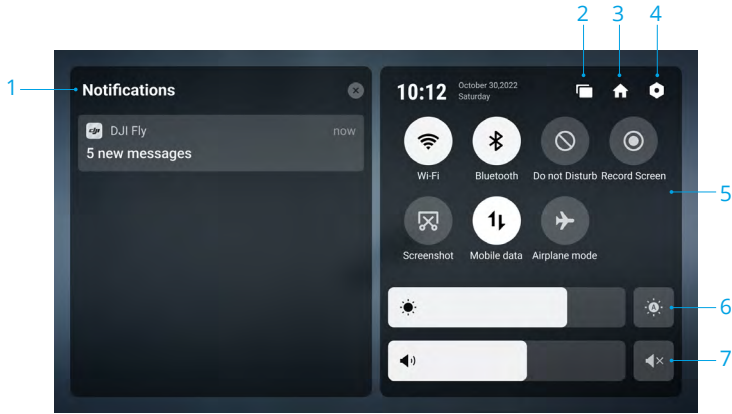 2 3 4
1
Notifications
DJI Fly now
5 new messages
10:12 October 30,2022
Saturday
Wi-Fi Bluetooth Do not Disturb Record Screen
5
Screenshot Mobile data Airplane mode
A 6
7